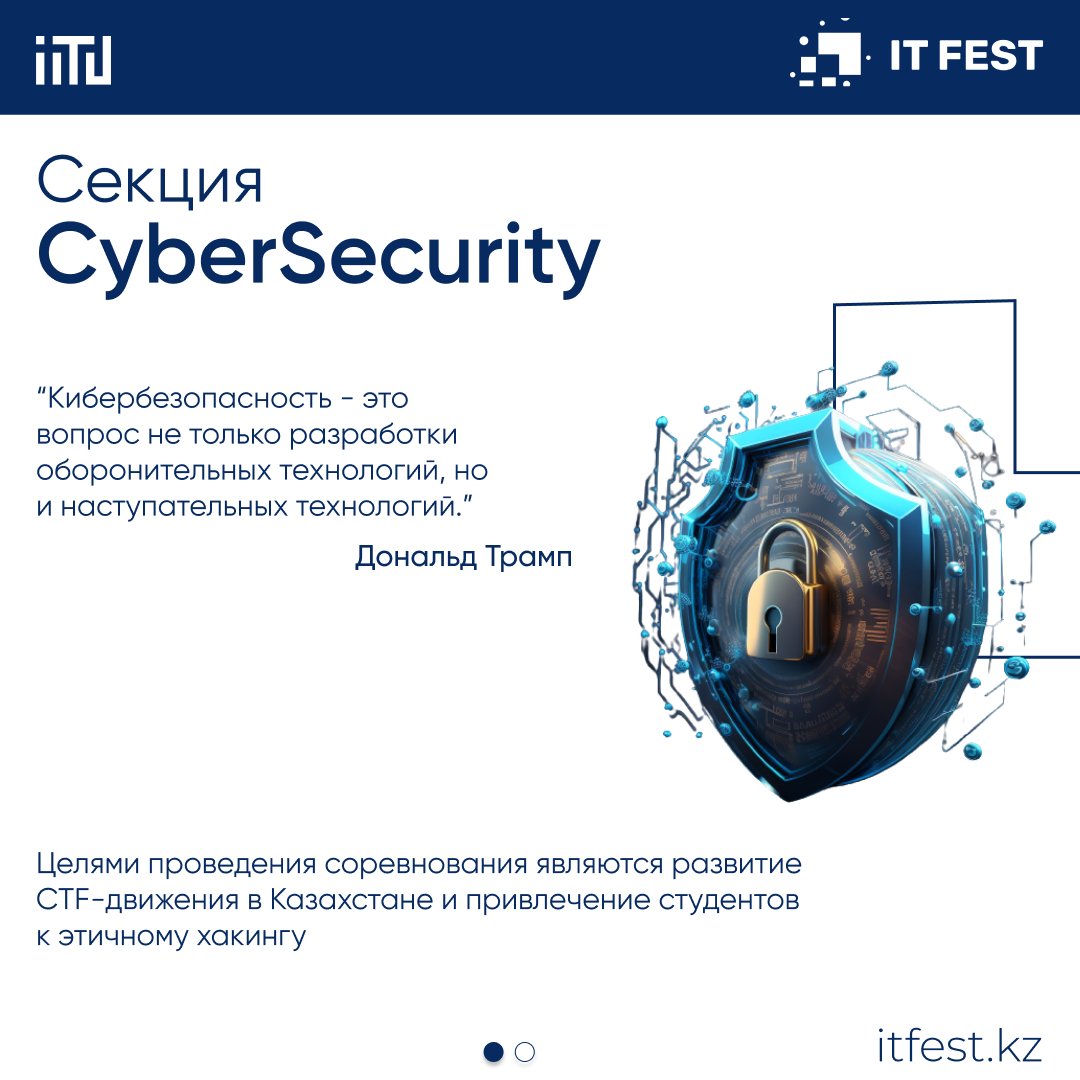 iiTU
IT FEST
Секция
CyberSecurity
“Кибербезопасность - это
вопрос не только разработки
оборонительных технологий, но
и наступательных технологий.”
Дональд Трамп
Целями проведения соревнования являются развитие
CTF-движения в Казахстане и привлечение студентов
к этичному хакингу
itfest.kz